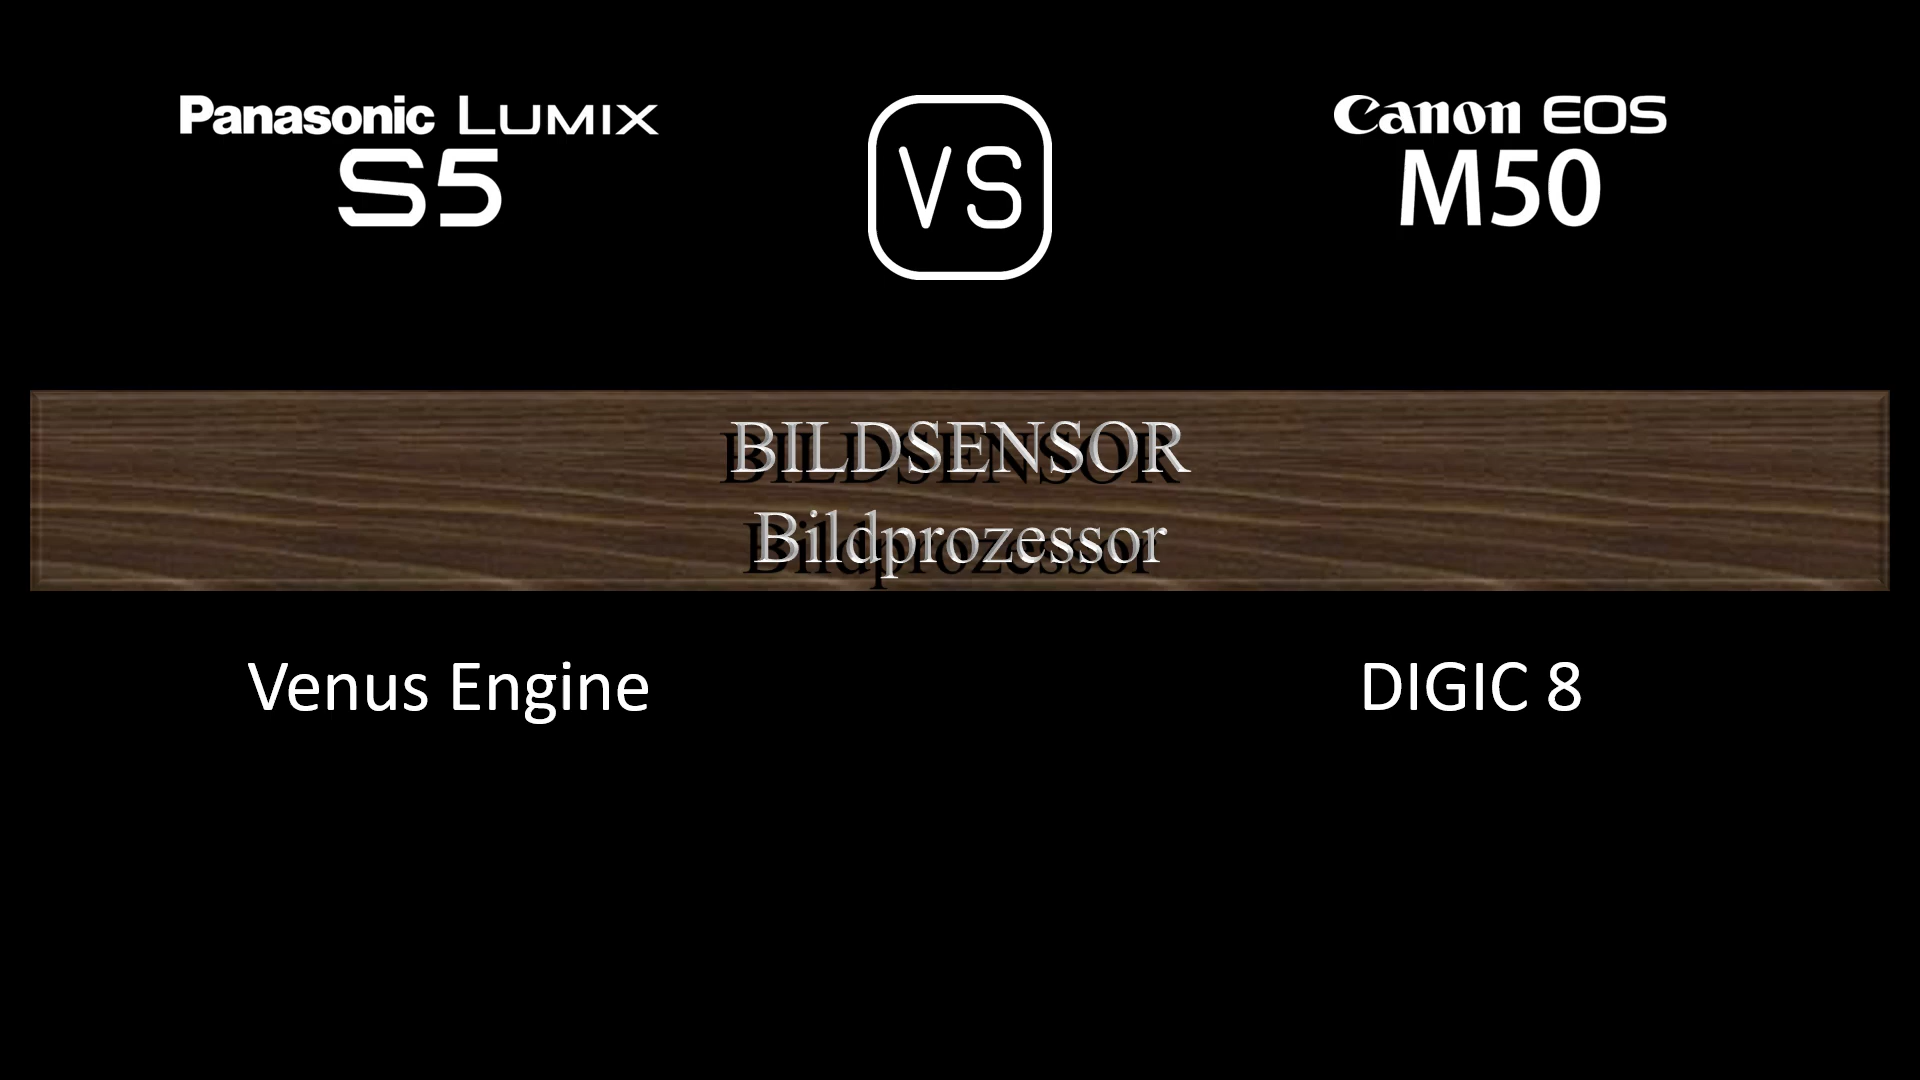 Panasonic LUMIX
S5
VS
Canon EOS
M50
BILDSENSOR
Bildprozessor
Venus Engine
DIGIC 8